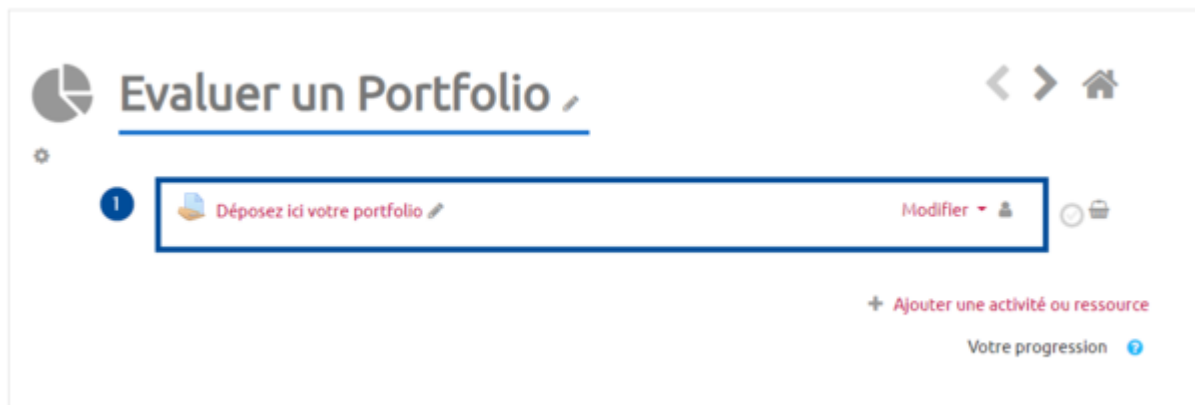 Evaluer un Portfolio
1
Déposez ici votre portfolio
Modifier
Ajouter une activité ou ressource
Votre progression ?